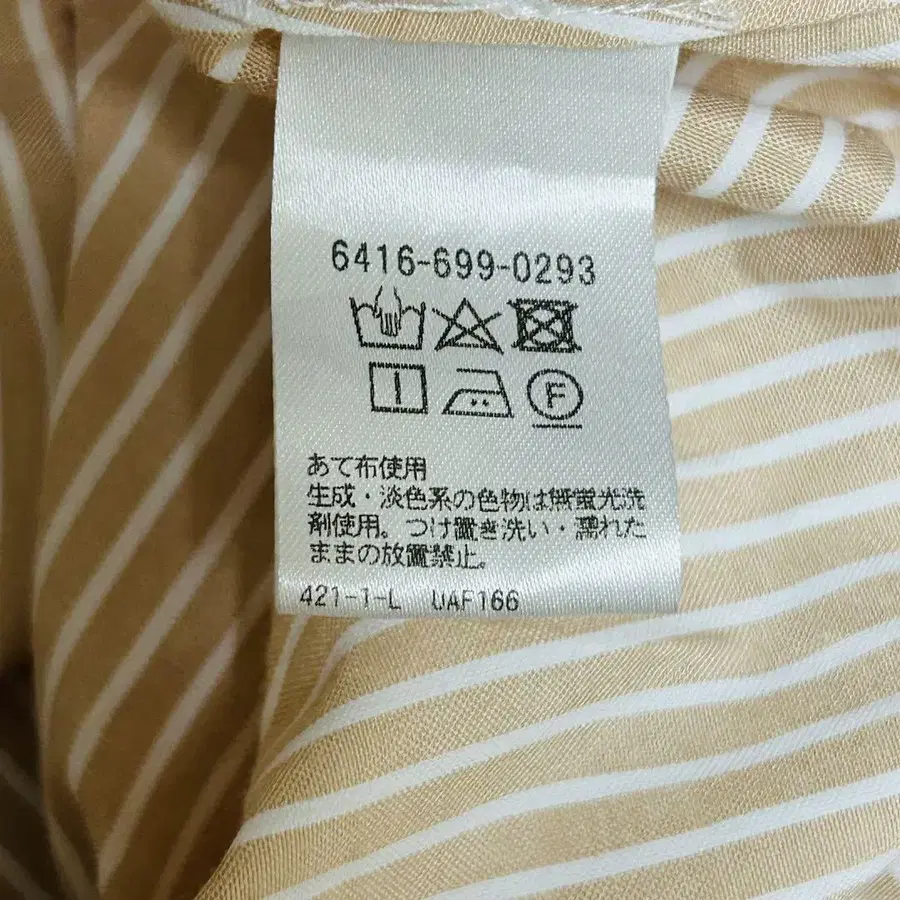 6416-699-0293
F
あて布使用
生成・淡色系の色物は無蛍光洗
剤使用。つけ置き洗い・濡れた
ままの放置禁止。
421-1-L UAF166